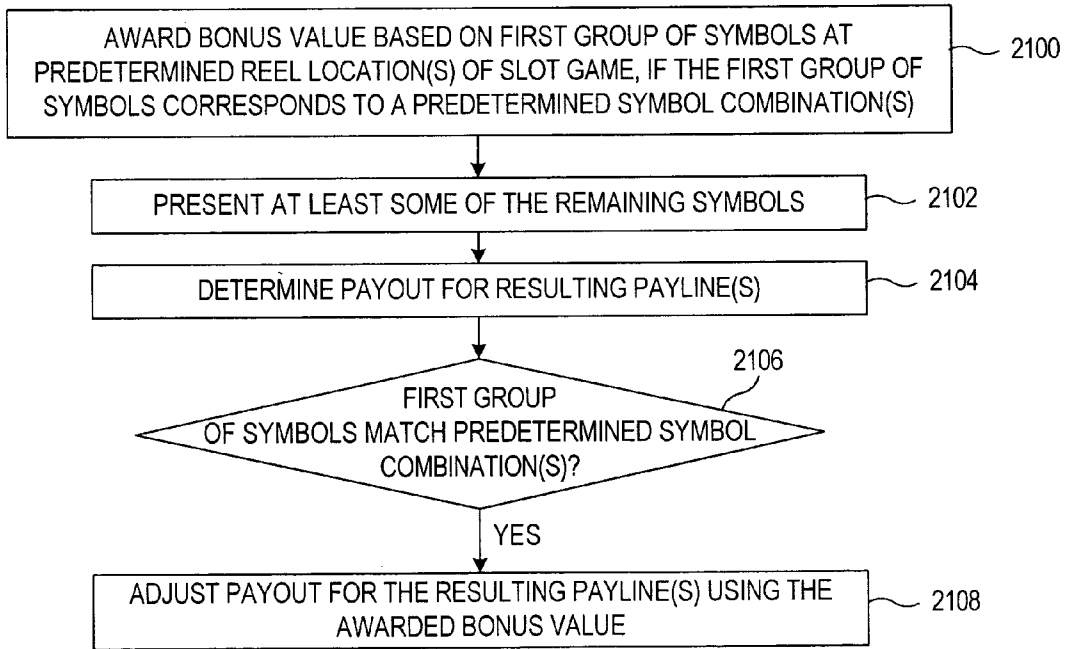 AWARD BONUS VALUE BASED ON FIRST GROUP OF SYMBOLS AT
PREDETERMINED REEL LOCATION(S) OF SLOT GAME, IF THE FIRST GROUP OF
SYMBOLS CORRESPONDS TO A PREDETERMINED SYMBOL COMBINATION(S)
2100
PRESENT AT LEAST SOME OF THE REMAINING SYMBOLS
2102
DETERMINE PAYOUT FOR RESULTING PAYLINE(S)
2104
2106
FIRST GROUP
OF SYMBOLS MATCH PREDETERMINED SYMBOL
COMBINATION(S)?
YES
ADJUST PAYOUT FOR THE RESULTING PAYLINE(S) USING THE
AWARDED BONUS VALUE
2108